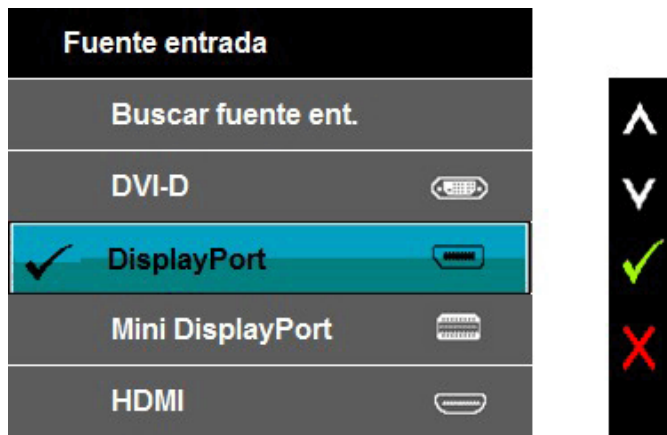 Fuente entrada
Buscar fuente ent.
DVI-D
DisplayPort
Mini DisplayPort
HDMI